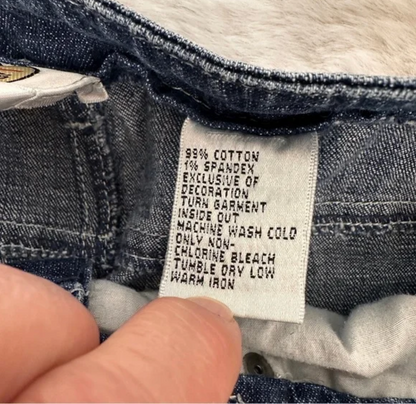 99% COTTON
1% SPANDEX
EXCLUSIVE OF
DECORATION
TURN GARMENT
INSIDE OUT
MACHINE WASH COLD
ONLY NON-
CHLORINE BLEACH
TUMBLE DRY LOW
WARM IRON